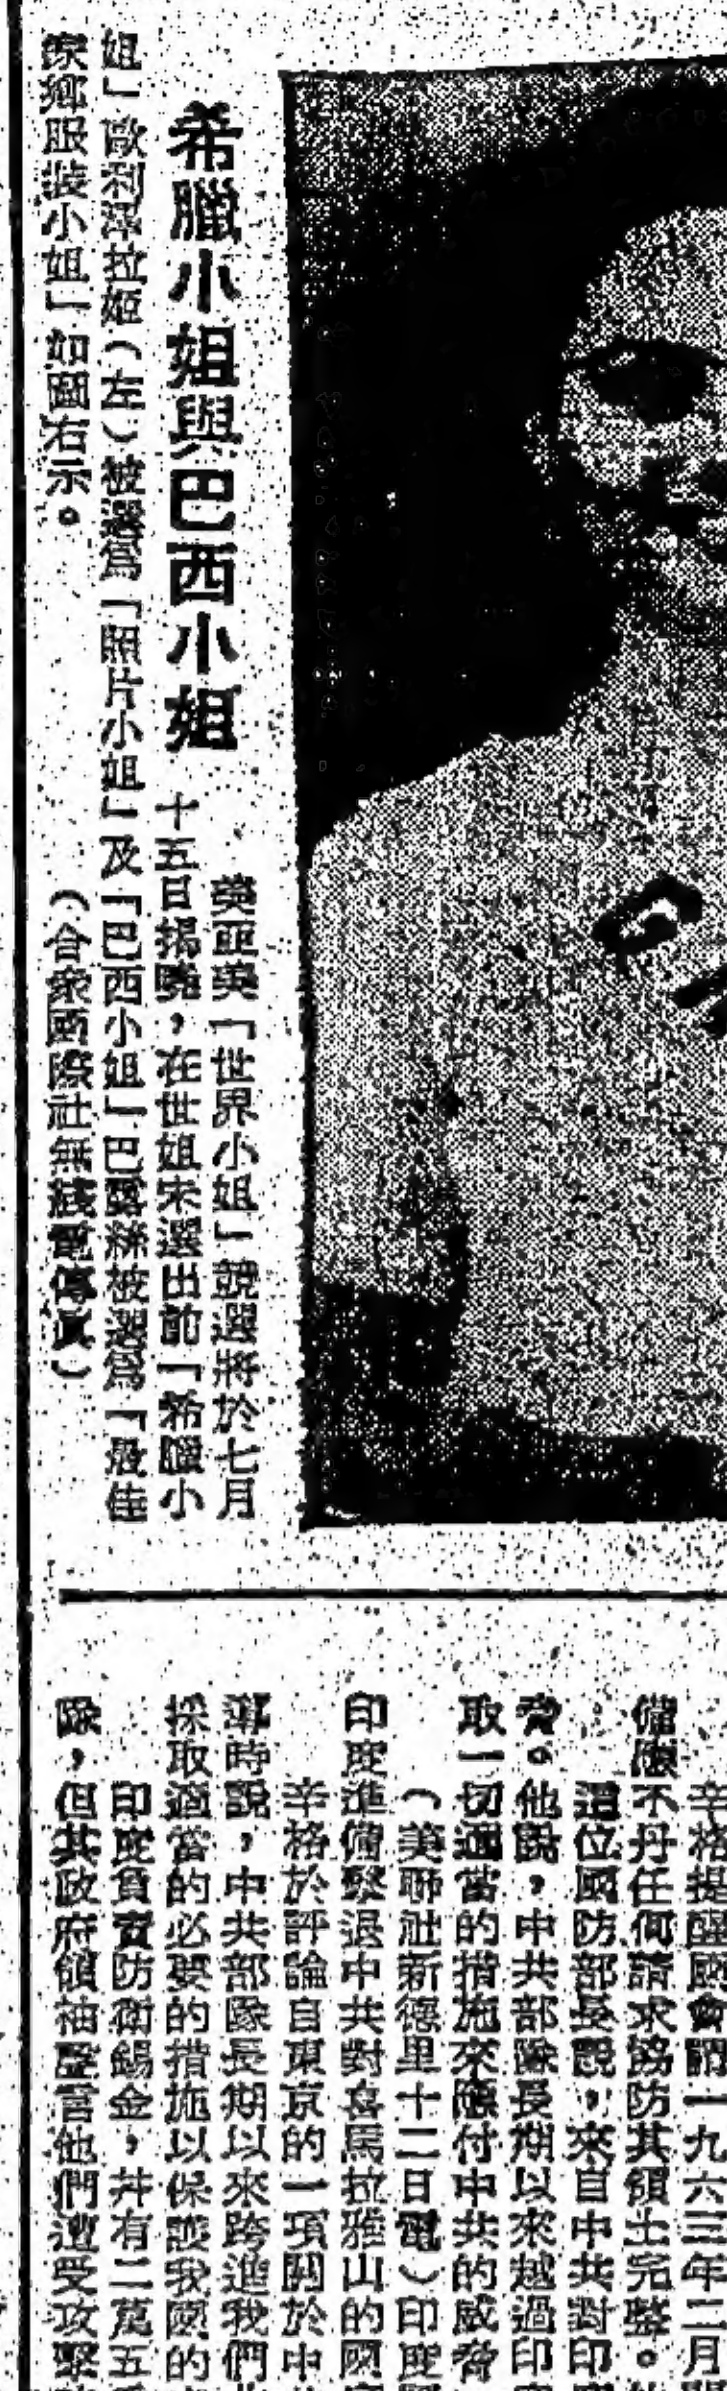 希臘小姐與巴西小姐
美亞美「世界小姐」競選將於七月
十五日揭曉，在世姐未選出前「希臘小
姐」歐利澤拉姬（左）被選爲「照片小姐」及「巴西小姐」巴露絲被選爲「最佳
家鄉服裝小姐」如圖右示。
（合衆國際社無綫電傳眞）
辛格提醒國會謂一九六三年二月
儘應不丹任何請求協防其領土完整。
這位國防部長說，來自中共對印
脅。他說，中共部隊長期以來越過印
取一切適當的措施來應付中共的威脅
（美聯社新德里十二日電）印度
印度準備擊退中共對喜馬拉雅山的國
辛格於評論自東京的一項關於中
時說，中共部隊長期以來跨進我們
採取適當的必要的措施以保護我國的
印度負責防衛錫金，幷有二萬五
隊，但其政府領袖誓言他們遭受攻擊